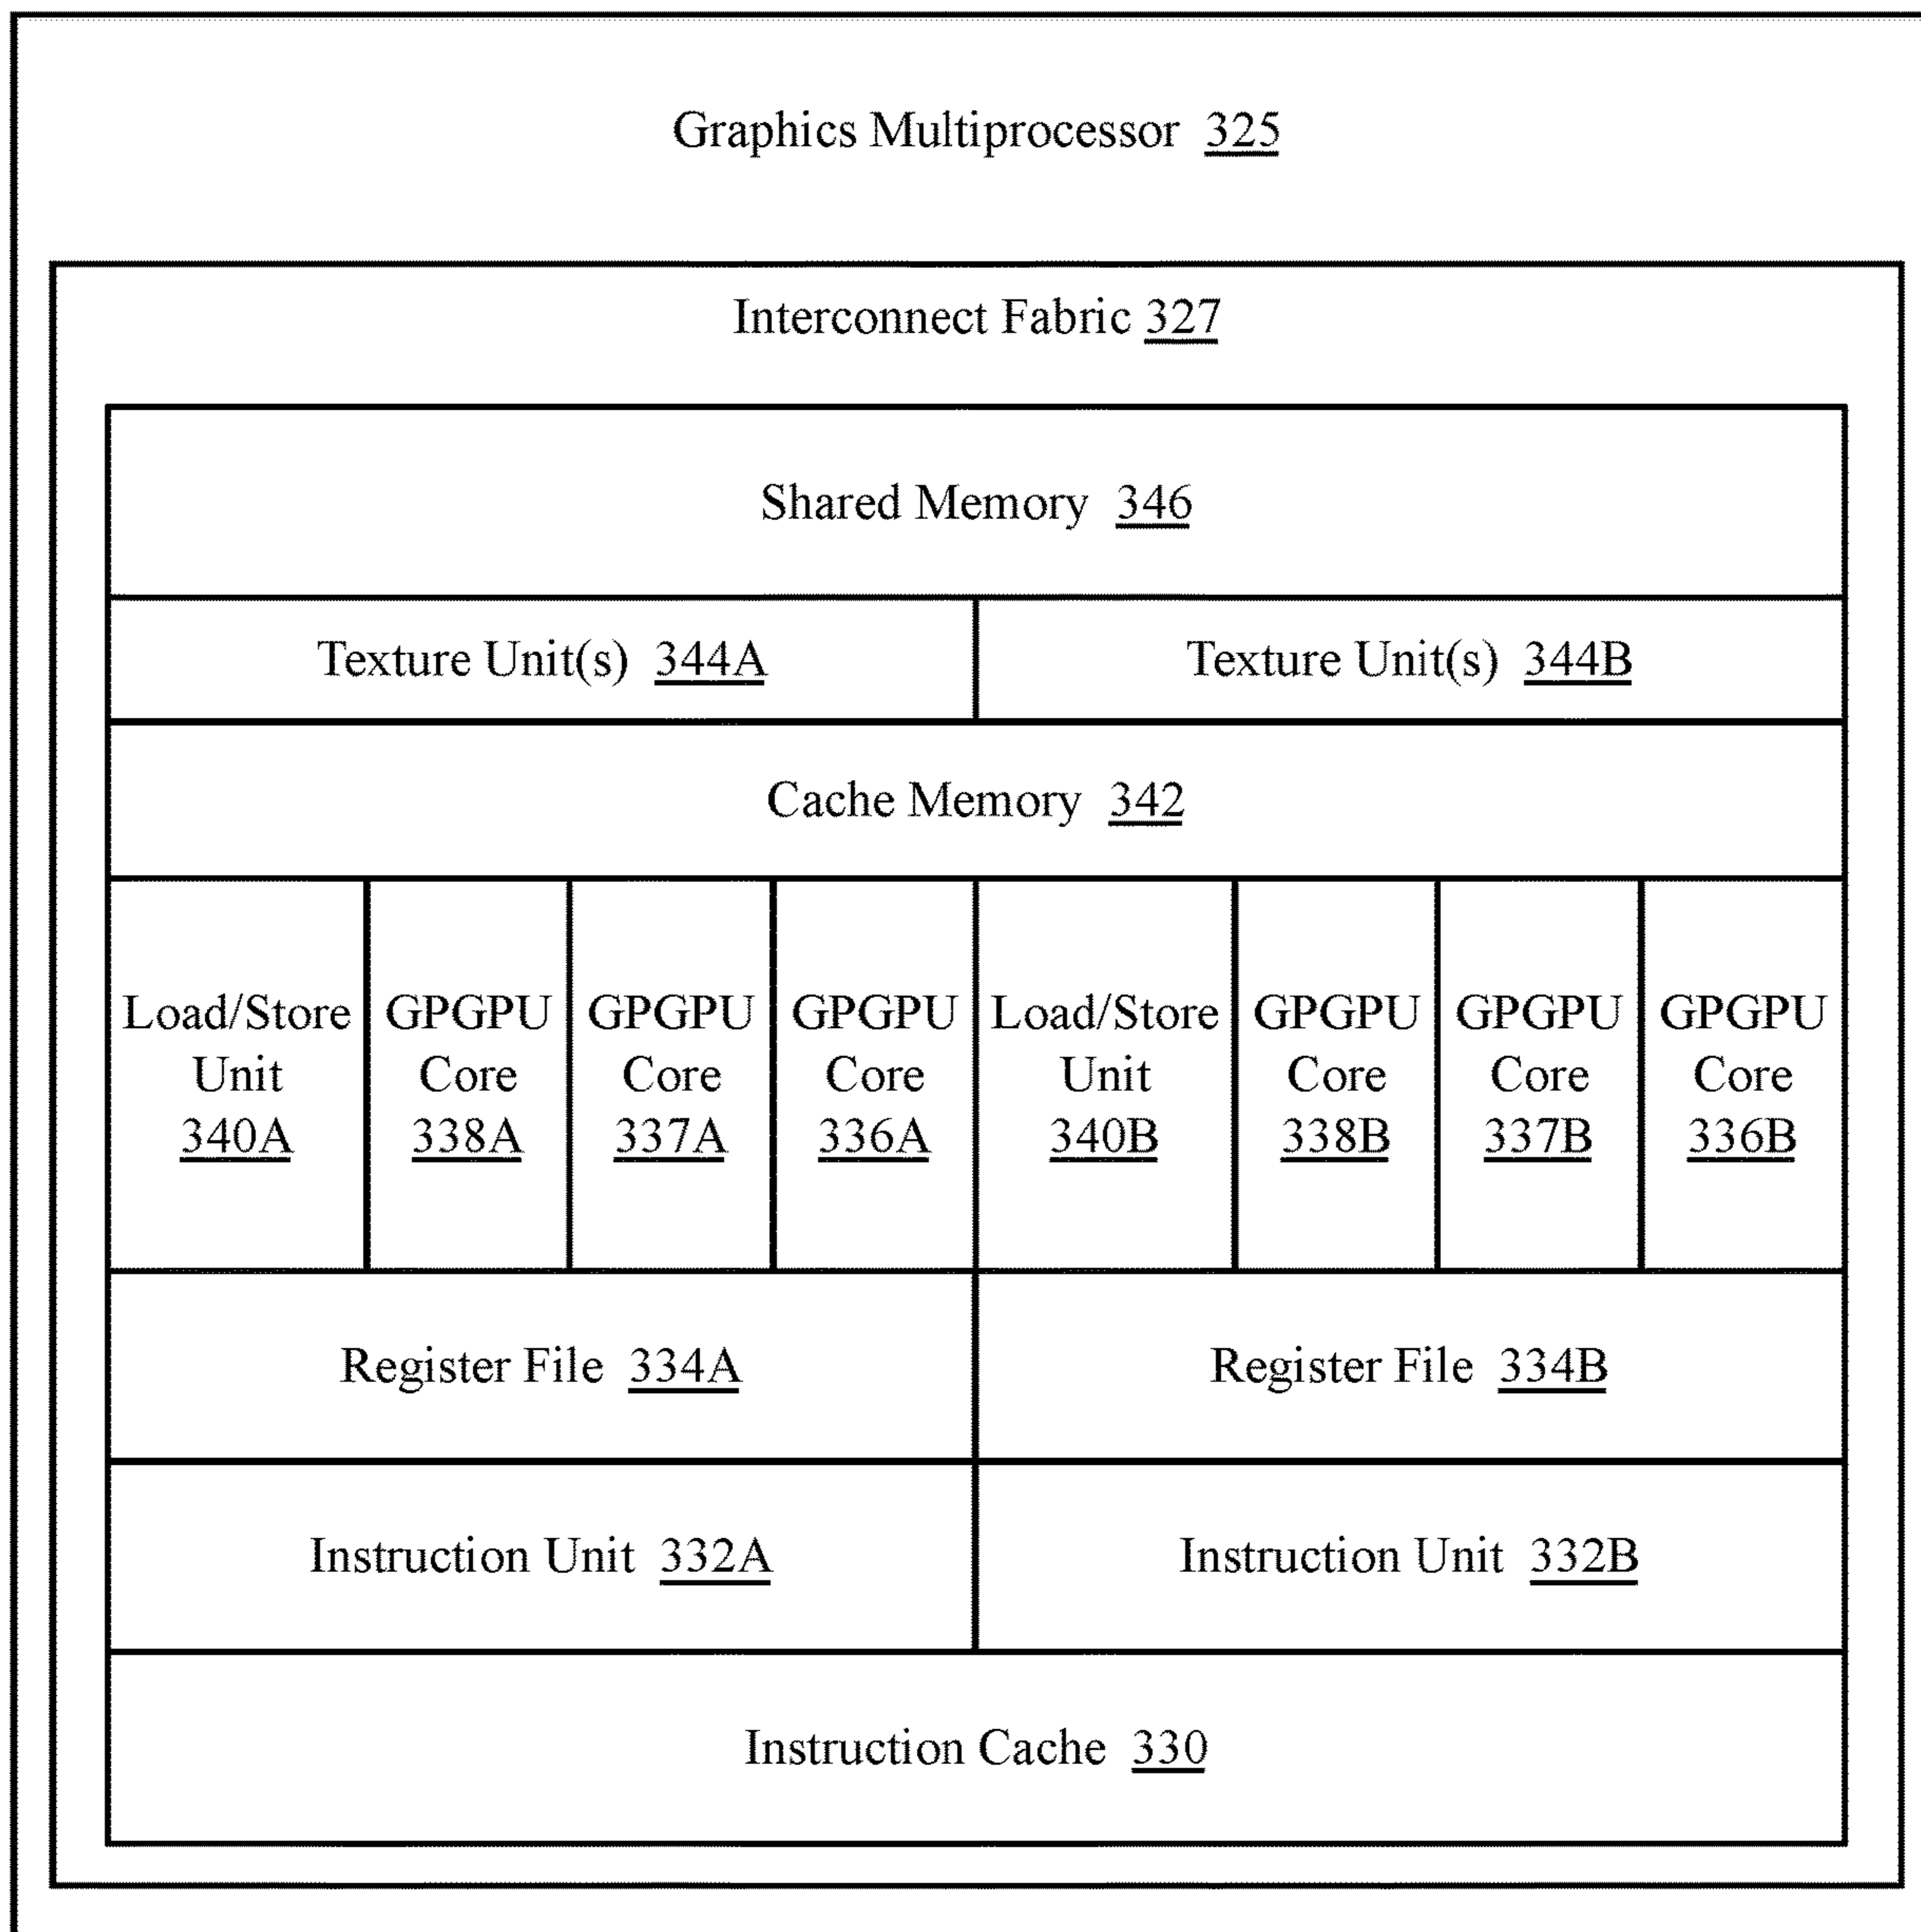 Graphics Multiprocessor 325
Interconnect Fabric 327
Shared Memory 346
Texture Unit(s) 344A
Texture Unit(s) 344B
Cache Memory 342
Load/Store
Unit
340A
GPGPU
Core
338A
GPGPU
Core
337A
GPGPU
Core
336A
Load/Store
Unit
340B
GPGPU
Core
338B
GPGPU
Core
337B
GPGPU
Core
336B
Register File 334A
Register File 334B
Instruction Unit 332A
Instruction Unit 332B
Instruction Cache 330